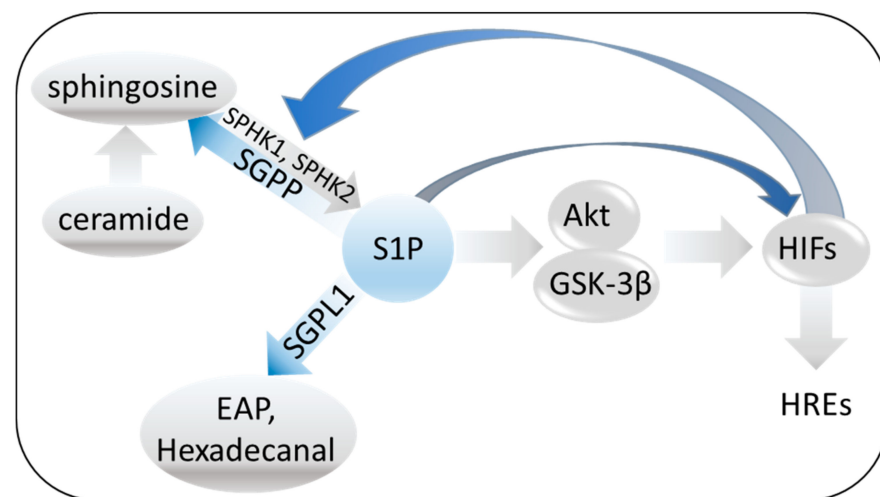 sphingosine
SPHK1, SPHK2
SGPP
ceramide
S1P
Akt
GSK-3β
HIFs
SGPL1
EAP,
Hexadecanal
HREs